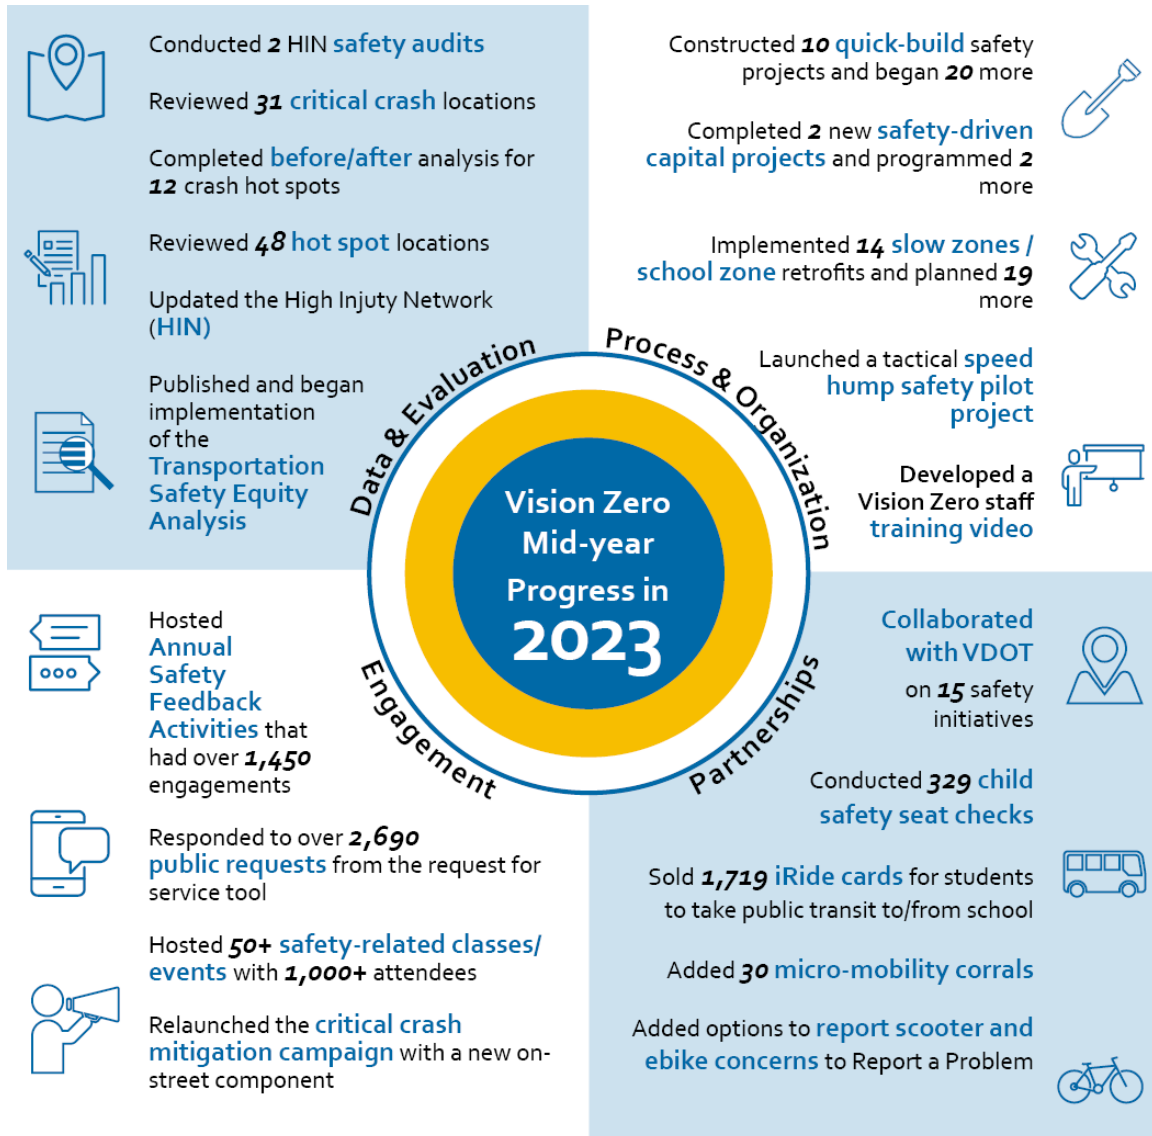 Conducted 2 HIN safety audits
Reviewed 31 critical crash locations
Completed before/after analysis for
12 crash hot spots
Reviewed 48 hot spot locations
Updated the High Injuty Network
(HIN)
Published and began
implementation
of the
Transportation
Safety Equity
Analysis
Constructed 10 quick-build safety
projects and began 20 more
Completed 2 new safety-driven
capital projects and programmed 2
more
Implemented 14 slow zones /
school zone retrofits and planned 19
more
Launched a tactical speed
hump safety pilot
project
Developed a
Vision Zero staff
training video
Data & Evaluation
Process & Organization
Vision Zero
Mid-year
Progress in
2023
Engagement
Partnerships
Hosted
Annual
Safety
Feedback
Activities that
had over 1,450
engagements
Responded to over 2,690
public requests from the request for
service tool
Hosted 50+ safety-related classes/
events with 1,000+ attendees
Relaunched the critical crash
mitigation campaign with a new on-
street component
Collaborated
with VDOT
on 15 safety
initiatives
Conducted 329 child
safety seat checks
Sold 1,719 iRide cards for students
to take public transit to/from school
Added 30 micro-mobility corrals
Added options to report scooter and
ebike concerns to Report a Problem